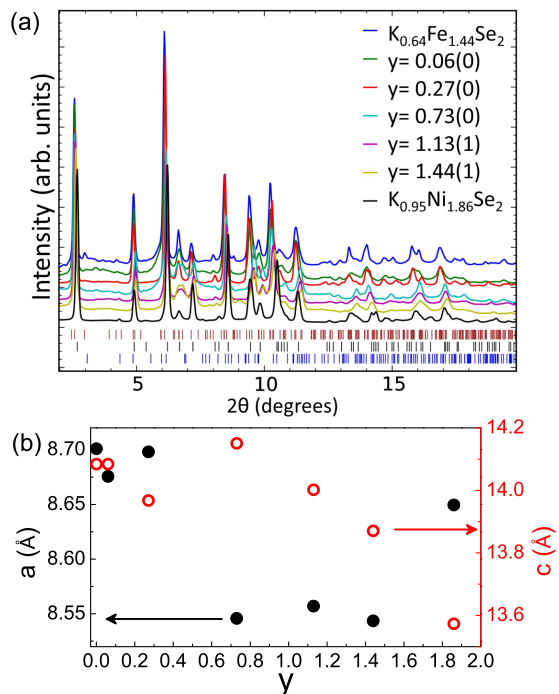 (a)
K0.64Fe1.44Se2
y= 0.06(0)
y= 0.27(0)
y= 0.73(0)
y= 1.13(1)
y= 1.44(1)
K0.95Ni1.86Se2
Intensity (arb. units)
5 10 15
2θ (degrees)
(b)
8.70
8.65
8.60
8.55
a (Å)
14.2
14.0
13.8
13.6
c (Å)
0.0 0.2 0.4 0.6 0.8 1.0 1.2 1.4 1.6 1.8 2.0
y